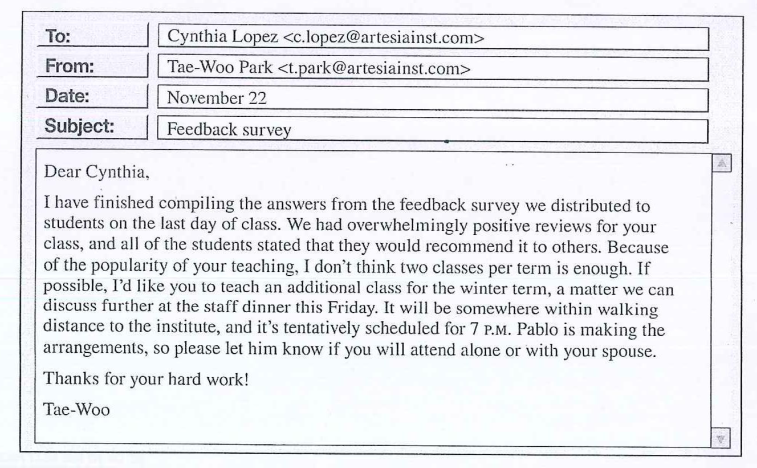 To: Cynthia Lopez <c.lopez@artesiainst.com>
From: Tae-Woo Park <t.park@artesiainst.com>
Date: November 22
Subject: Feedback survey
Dear Cynthia,
I have finished compiling the answers from the feedback survey we distributed to
students on the last day of class. We had overwhelmingly positive reviews for your
class, and all of the students stated that they would recommend it to others. Because
of the popularity of your teaching, I don't think two classes per term is enough. If
possible, I'd like you to teach an additional class for the winter term, a matter we can
discuss further at the staff dinner this Friday. It will be somewhere within walking
distance to the institute, and it's tentatively scheduled for 7 P.M. Pablo is making the
arrangements, so please let him know if you will attend alone or with your spouse.
Thanks for your hard work!
Tae-Woo